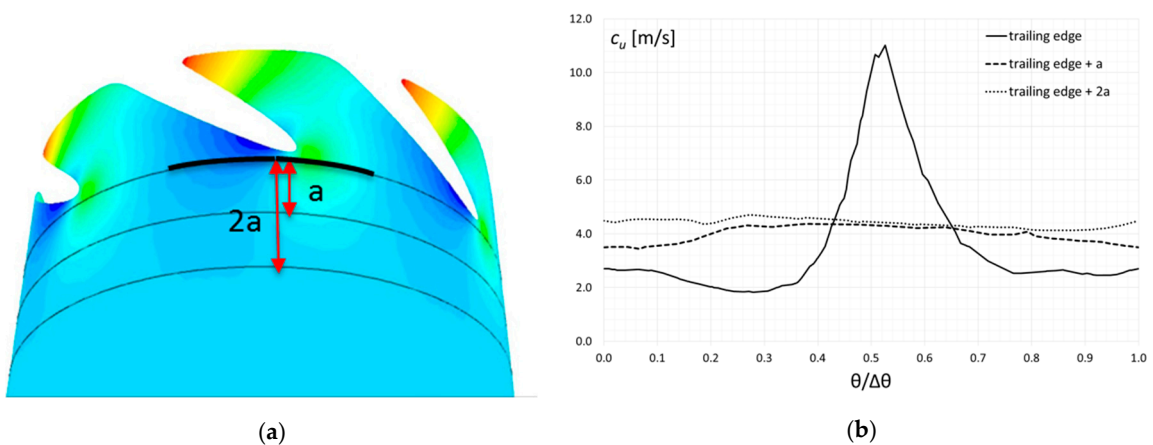 a
2a
(a)
12.0
10.0
8.0
6.0
4.0
2.0
0.0
cᵤ [m/s]
trailing edge
trailing edge + a
trailing edge + 2a
0.0 0.1 0.2 0.3 0.4 0.5 0.6 0.7 0.8 0.9 1.0
θ/Δθ
(b)